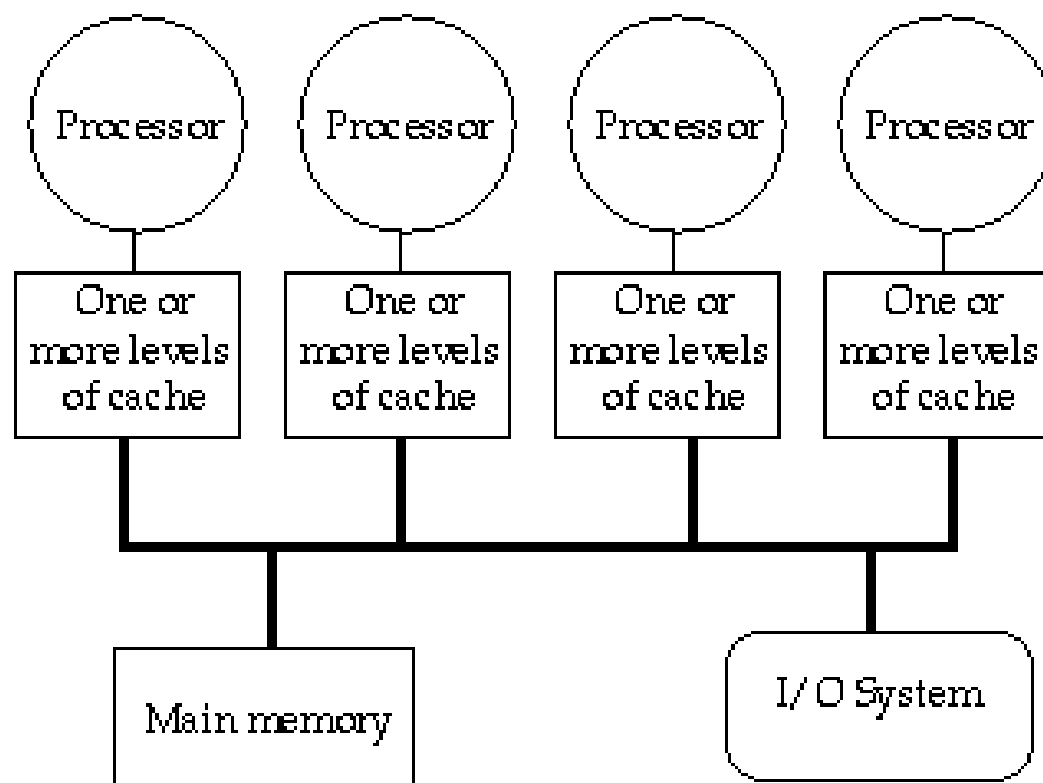 Processor
Processor
Processor
Processor
One or
more levels
of cache
One or
more levels
of cache
One or
more levels
of cache
One or
more levels
of cache
Main memory
I/O System